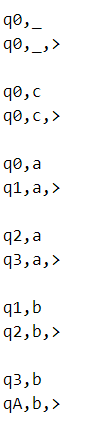 q0,_
q0,_,>
q0,c
q0,c,>
q0,a
q1,a,>
q2,a
q3,a,>
q1,b
q2,b,>
q3,b
qA,b,>